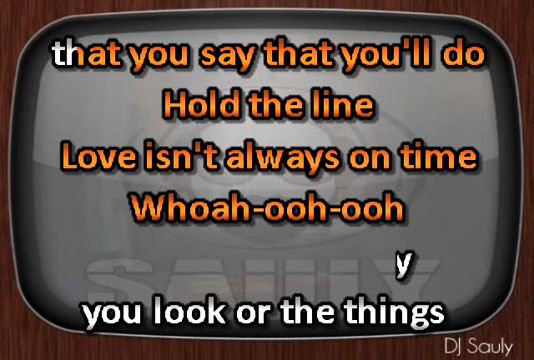 that you say that you'll do
Hold the line
Love isn't always on time
Whoah-ooh-ooh
y
you look or the things
SAULY
DJ Sauly